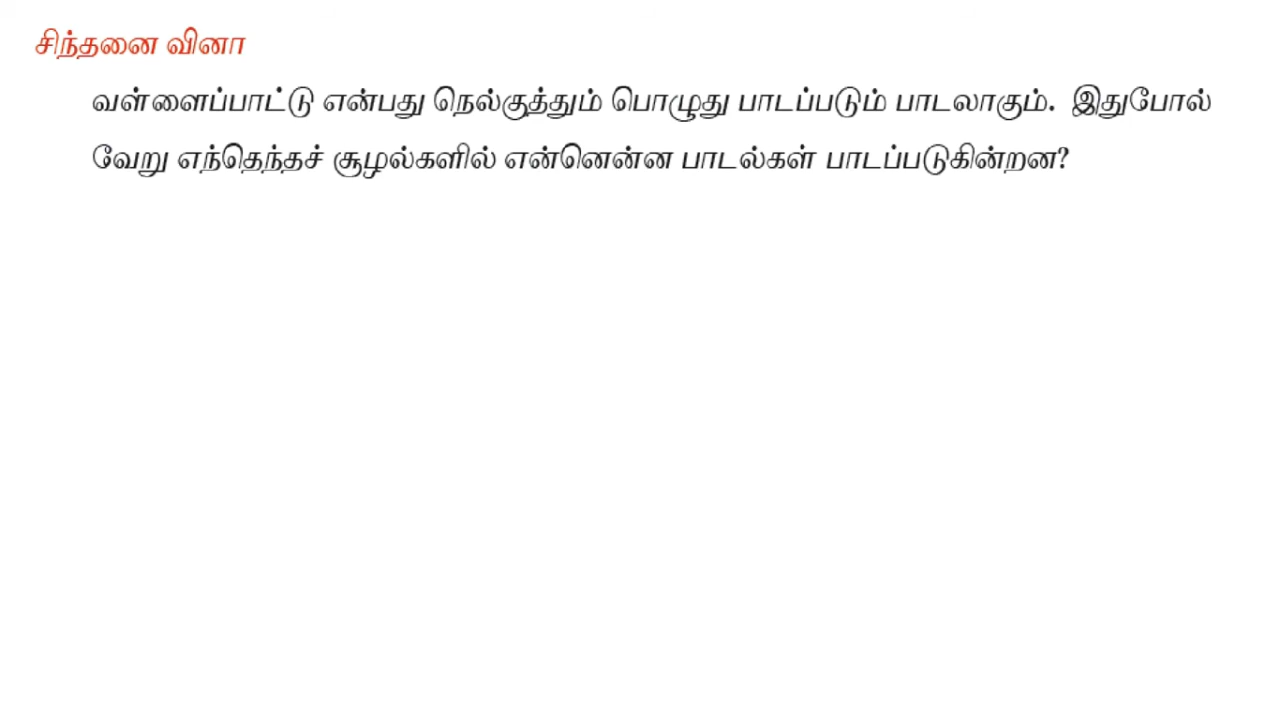 சிந்தனை வினா
வள்ளைப்பாட்டு என்பது நெல்குத்தும் பொழுது பாடப்படும் பாடலாகும். இதுபோல்
வேறு எந்தெந்தச் சூழல்களில் என்னென்ன பாடல்கள் பாடப்படுகின்றன?